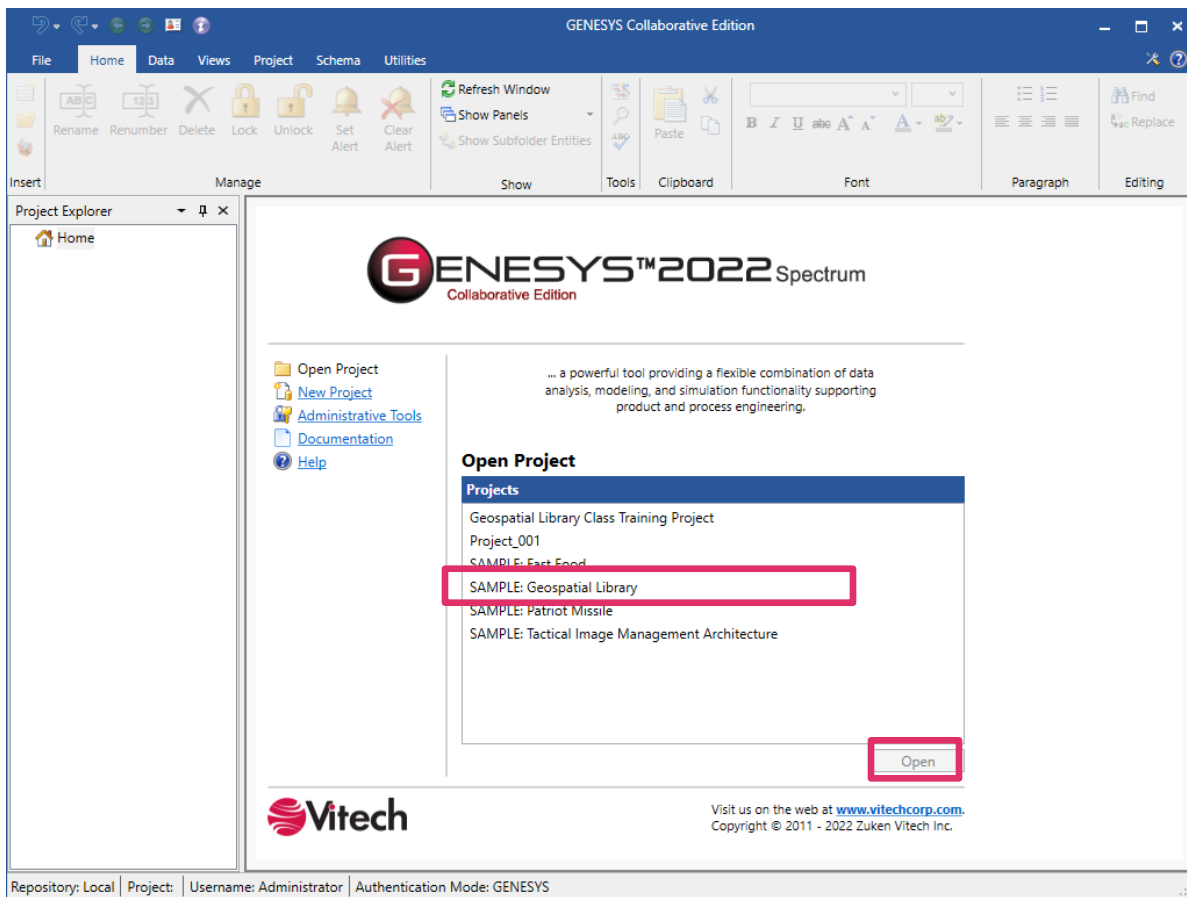 GENESYS Collaborative Edition
File Home Data Views Project Schema Utilities
Rename Renumber Delete Lock Unlock Set Alert Clear Alert
Refresh Window
Show Panels
Show Subfolder Entities
ABC
Paste
B I U abc A A A ab
Find
Replace
Insert Manage Show Tools Clipboard Font Paragraph Editing
Project Explorer
Home
GENESYS™2022 Spectrum
Collaborative Edition
Open Project
New Project
Administrative Tools
Documentation
Help
... a powerful tool providing a flexible combination of data
analysis, modeling, and simulation functionality supporting
product and process engineering.
Open Project
Projects
Geospatial Library Class Training Project
Project_001
SAMPLE: Fast Food
SAMPLE: Geospatial Library
SAMPLE: Patriot Missile
SAMPLE: Tactical Image Management Architecture
Open
Vitech
Visit us on the web at www.vitechcorp.com.
Copyright © 2011 - 2022 Zuken Vitech Inc.
Repository: Local Project: Username: Administrator Authentication Mode: GENESYS